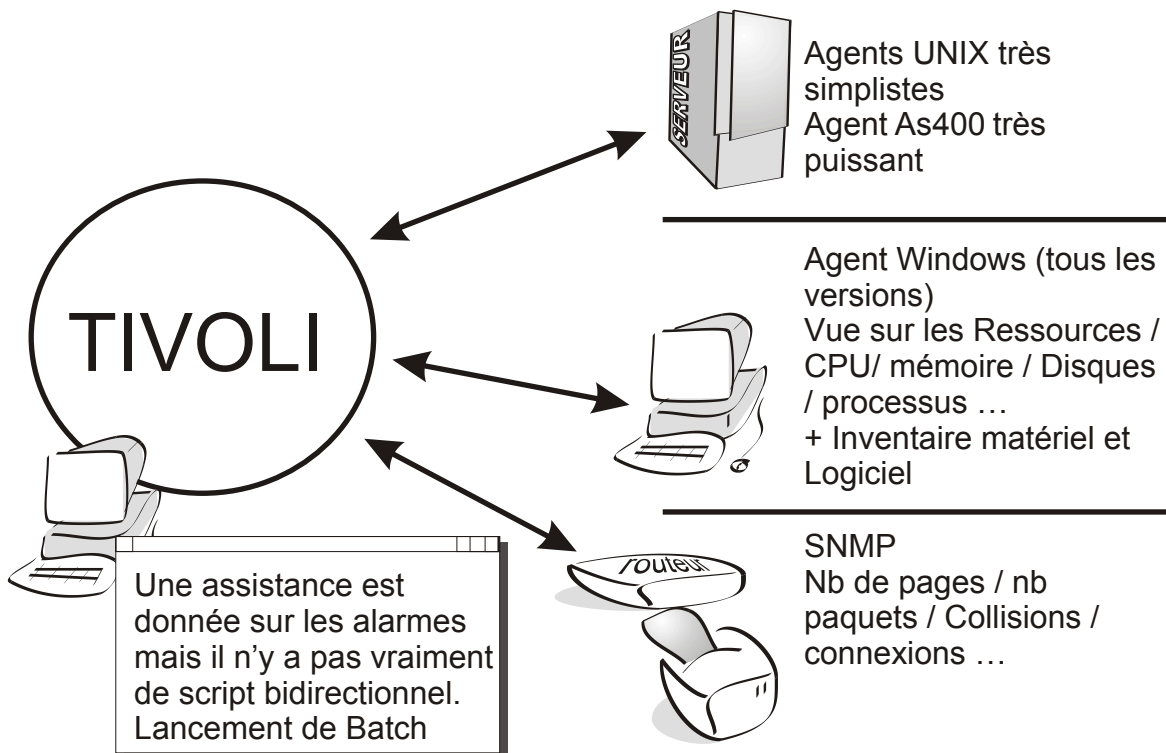 SERVEUR
Agents UNIX très
simplistes
Agent As400 très
puissant
TIVOLI
Agent Windows (tous les
versions)
Vue sur les Ressources /
CPU/ mémoire / Disques
/ processus …
+ Inventaire matériel et
Logiciel
routeur
SNMP
Nb de pages / nb
paquets / Collisions /
connexions …
Une assistance est
donnée sur les alarmes
mais il n'y a pas vraiment
de script bidirectionnel.
Lancement de Batch